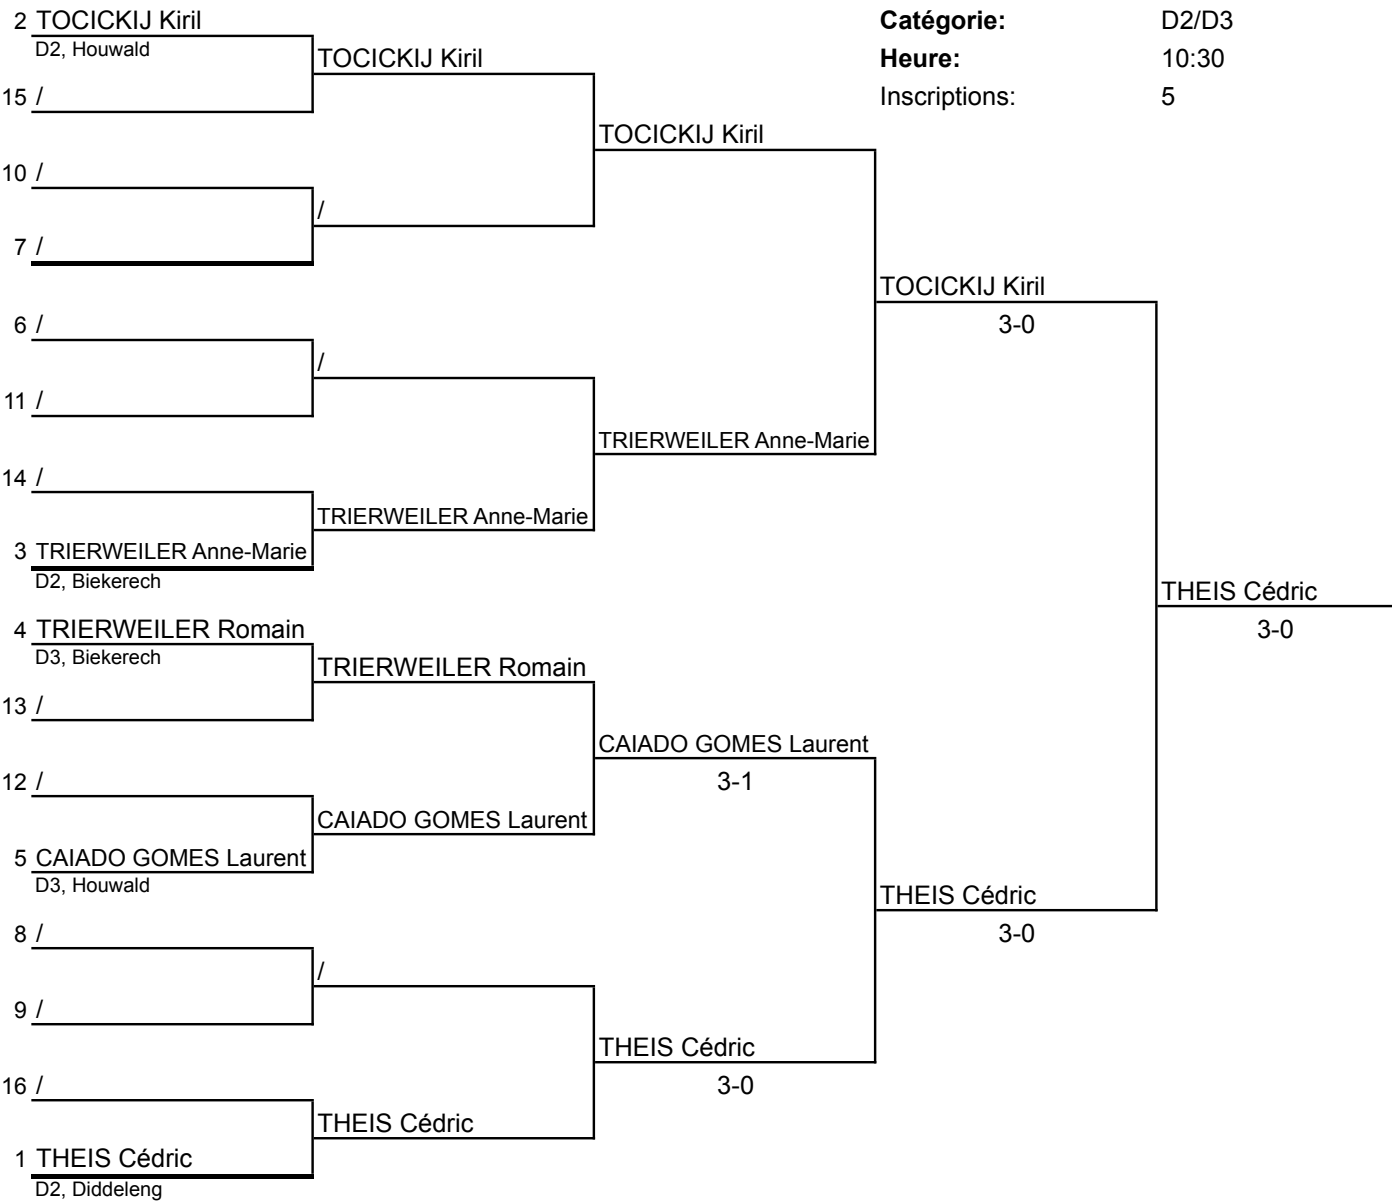 2 TOCICKIJ Kiril
D2, Houwald
TOCICKIJ Kiril
15 /
TOCICKIJ Kiril
10 /
/
7 /
TOCICKIJ Kiril
3-0
6 /
/
11 /
TRIERWEILER Anne-Marie
14 /
TRIERWEILER Anne-Marie
3 TRIERWEILER Anne-Marie
D2, Biekerech
THEIS Cédric
3-0
4 TRIERWEILER Romain
D3, Biekerech
TRIERWEILER Romain
13 /
CAIADO GOMES Laurent
3-1
12 /
CAIADO GOMES Laurent
5 CAIADO GOMES Laurent
D3, Houwald
THEIS Cédric
3-0
8 /
/
9 /
THEIS Cédric
3-0
16 /
THEIS Cédric
1 THEIS Cédric
D2, Diddeleng
Catégorie: D2/D3
Heure: 10:30
Inscriptions: 5